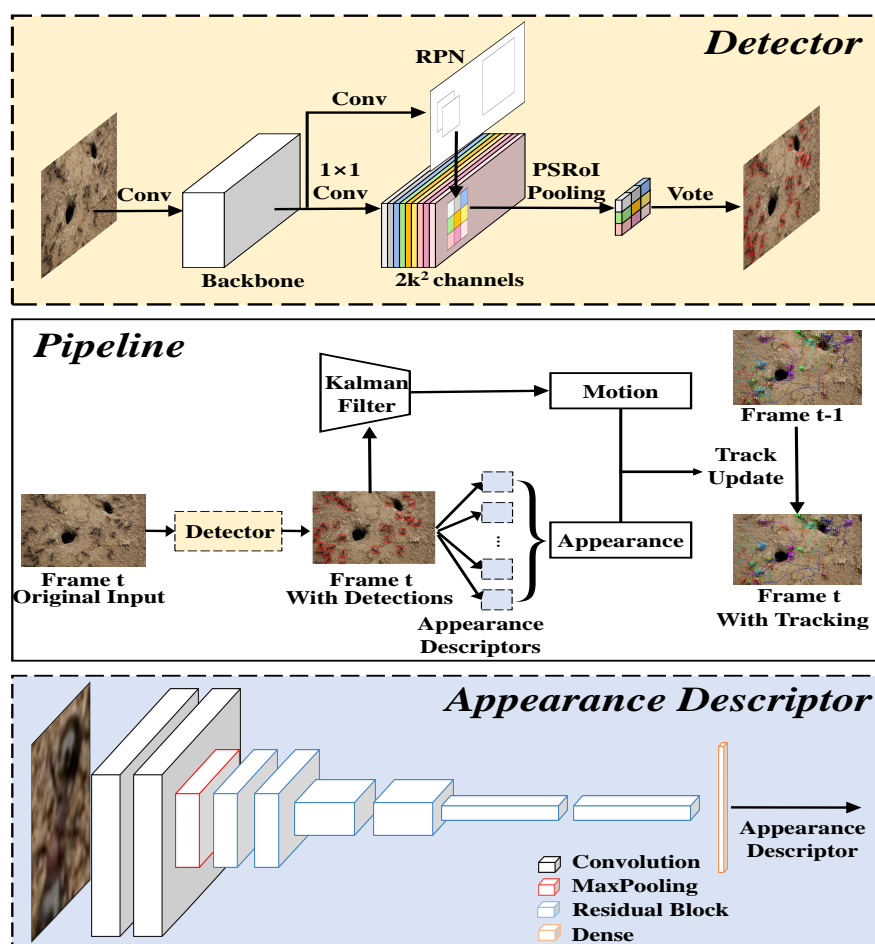 Detector
RPN
Conv
Conv
1×1
Conv
PSRoI
Pooling
Vote
Backbone
2k² channels
Pipeline
Kalman
Filter
Motion
Frame t-1
Track
Update
Detector
Appearance
...
Frame t
Original Input
Frame t
With Detections
Frame t
With Tracking
Appearance
Descriptors
Appearance Descriptor
Appearance
Descriptor
Convolution
MaxPooling
Residual Block
Dense